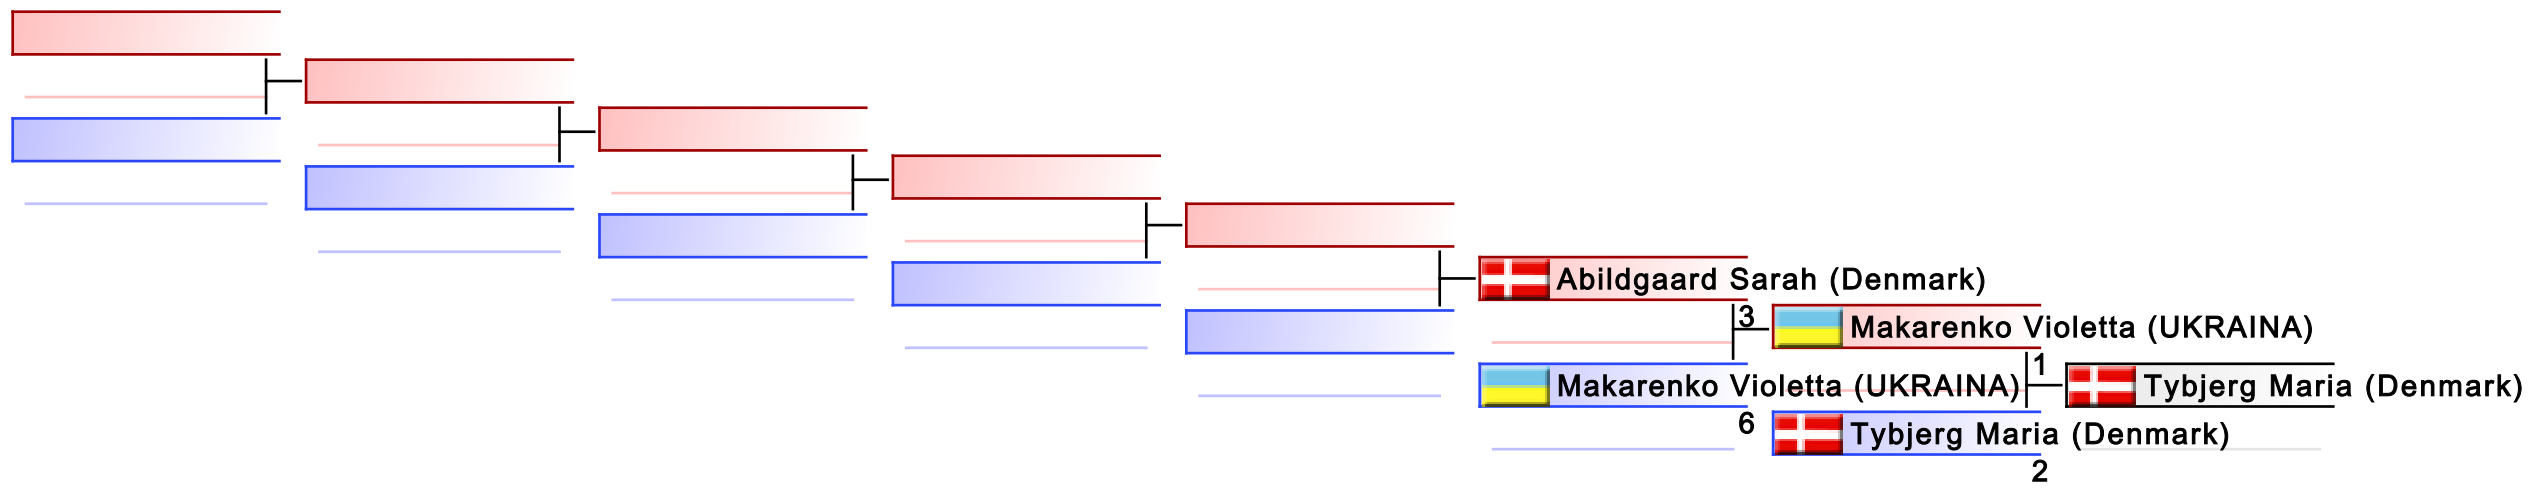 Abildgaard Sarah (Denmark)
3
Makarenko Violetta (UKRAINA)
6
Makarenko Violetta (UKRAINA)
1
Tybjerg Maria (Denmark)
2
Tybjerg Maria (Denmark)